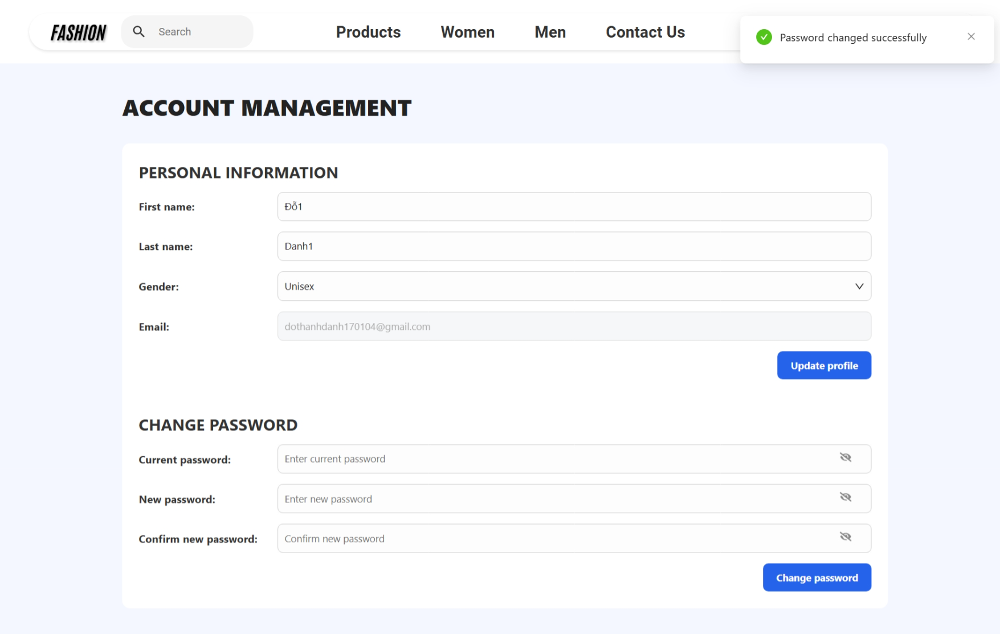 FASHION
Search
Products
Women
Men
Contact Us
Password changed successfully
ACCOUNT MANAGEMENT
PERSONAL INFORMATION
First name:
Đỗ1
Last name:
Danh1
Gender:
Unisex
Email:
dothanhdanh170104@gmail.com
Update profile
CHANGE PASSWORD
Current password:
Enter current password
New password:
Enter new password
Confirm new password:
Confirm new password
Change password